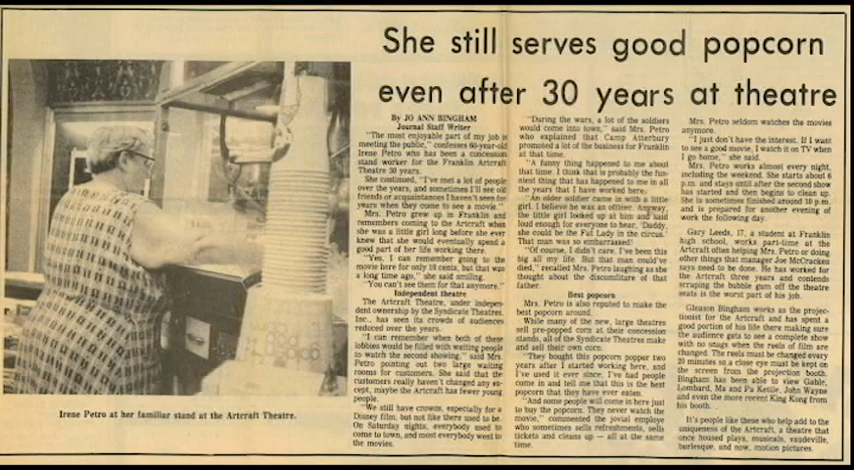 She still serves good popcorn
even after 30 years at theatre
Irene Petro at her familiar stand at the Artcraft Theatre.
By JO ANN BINGHAM
Journal Staff Writer
"The most enjoyable part of my job is
meeting the public," confesses 60-year-old
Irene Petro who has been a concession
stand worker for the Franklin Artcraft
Theatre 30 years.
She continued, "I've met a lot of people
over the years, and sometimes I'll see old
friends or acquaintances I haven't seen for
years when they come to see a movie."
Mrs. Petro grew up in Franklin and
remembers coming to the Artcraft when
she was a little girl long before she ever
knew that she would eventually spend a
good part of her life working there.
"Yes, I can remember going to the
movie here for only 10 cents, but that was
a long time ago," she said smiling.
"You can't see them for that anymore."
Independent theatre
The Artcraft Theatre, under indepen-
dent ownership by the Syndicate Theatres,
Inc., has seen its crowds of audiences
reduced over the years.
"I can remember when both of these
lobbies would be filled with waiting people
to watch the second showing," said Mrs.
Petro pointing out two large waiting
rooms for customers. She said that the
customers really haven't changed any ex-
cept, maybe the Artcraft has fewer young
people.
"We still have crowds, especially for a
Disney film, but not like there used to be.
On Saturday nights, everybody used to
come to town, and most everybody went to
the movies.
"During the wars, a lot of the soldiers
would come into town," said Mrs. Petro
who explained that Camp Atterbury
promoted a lot of the business for Franklin
at that time.
"A funny thing happened to me about
that time. I think that is probably the fun-
niest thing that has happened to me in all
the years that I have worked here.
"An older soldier came in with a little
girl. I believe he was an officer. Anyway,
the little girl looked up at him and said
loud enough for everyone to hear, 'Daddy,
she could be the Fat Lady in the circus.'
That man was so embarrassed!
"Of course, I didn't care. I've been this
big all my life. But that man could've
died," recalled Mrs. Petro laughing as she
thought about the discomfiture of that
father.
Best popcorn
Mrs. Petro is also reputed to make the
best popcorn around.
While many of the new, large theatres
sell pre-popped corn at their concession
stands, all of the Syndicate Theatres make
and sell their own corn.
"They bought this popcorn popper two
years after I started working here, and
I've used it ever since. I've had people
come in and tell me that this is the best
popcorn that they have ever eaten.
"And some people will come in here just
to buy the popcorn. They never watch the
movie," commented the jovial employe
who sometimes sells refreshments, sells
tickets and cleans up — all at the same
time.
Mrs. Petro seldom watches the movies
anymore.
"I just don't have the interest. If I want
to see a good movie, I watch it on TV when
I go home," she said.
Mrs. Petro works almost every night,
including the weekend. She starts about 6
p.m. and stays until after the second show
has started and then begins to clean up.
She is sometimes finished around 10 p.m.
and is prepared for another evening of
work the following day.
Gary Leeds, 17, a student at Franklin
high school, works part-time at the
Artcraft often helping Mrs. Petro or doing
other things that manager Joe McCracken
says need to be done. He has worked for
the Artcraft three years and contends
scraping the bubble gum off the theatre
seats is the worst part of his job.
Gleason Bingham works as the projec-
tionist for the Artcraft and has spent a
good portion of his life there making sure
the audience gets to see a complete show
with no snags when the reels of film are
changed. The reels must be changed every
20 minutes so a close eye must be kept on
the screen from the projection booth.
Bingham has been able to view Gable,
Lombard, Ma and Pa Kettle, John Wayne
and even the more recent King Kong from
his booth.
It's people like these who help add to the
uniqueness of the Artcraft, a theatre that
once housed plays, musicals, vaudeville,
burlesque, and now, motion pictures.